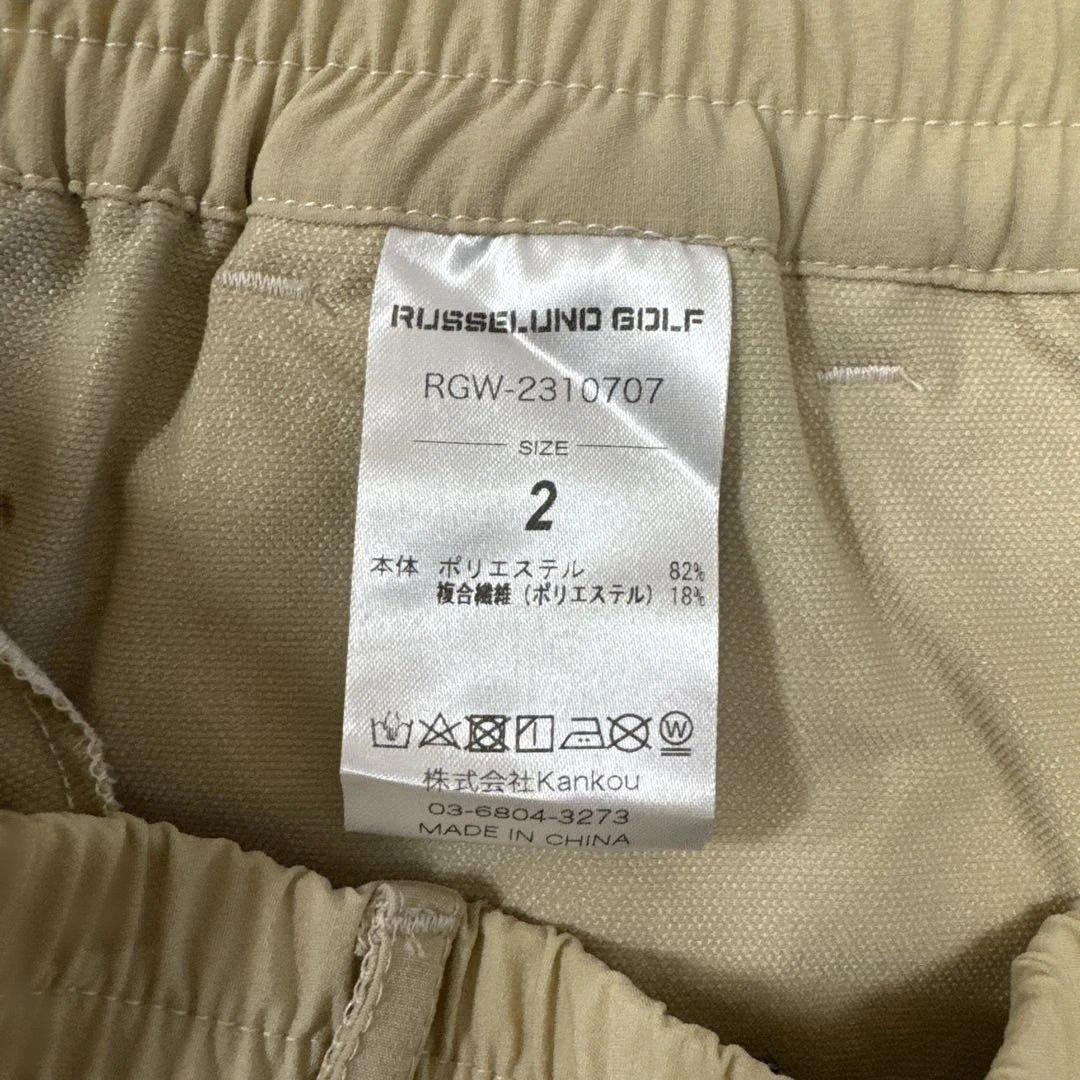 RUSSELUNO GOLF
RGW-2310707
SIZE
2
本体 ポリエステル 82%
複合繊維(ポリエステル) 18%
W
株式会社Kankou
03-6804-3273
MADE IN CHINA